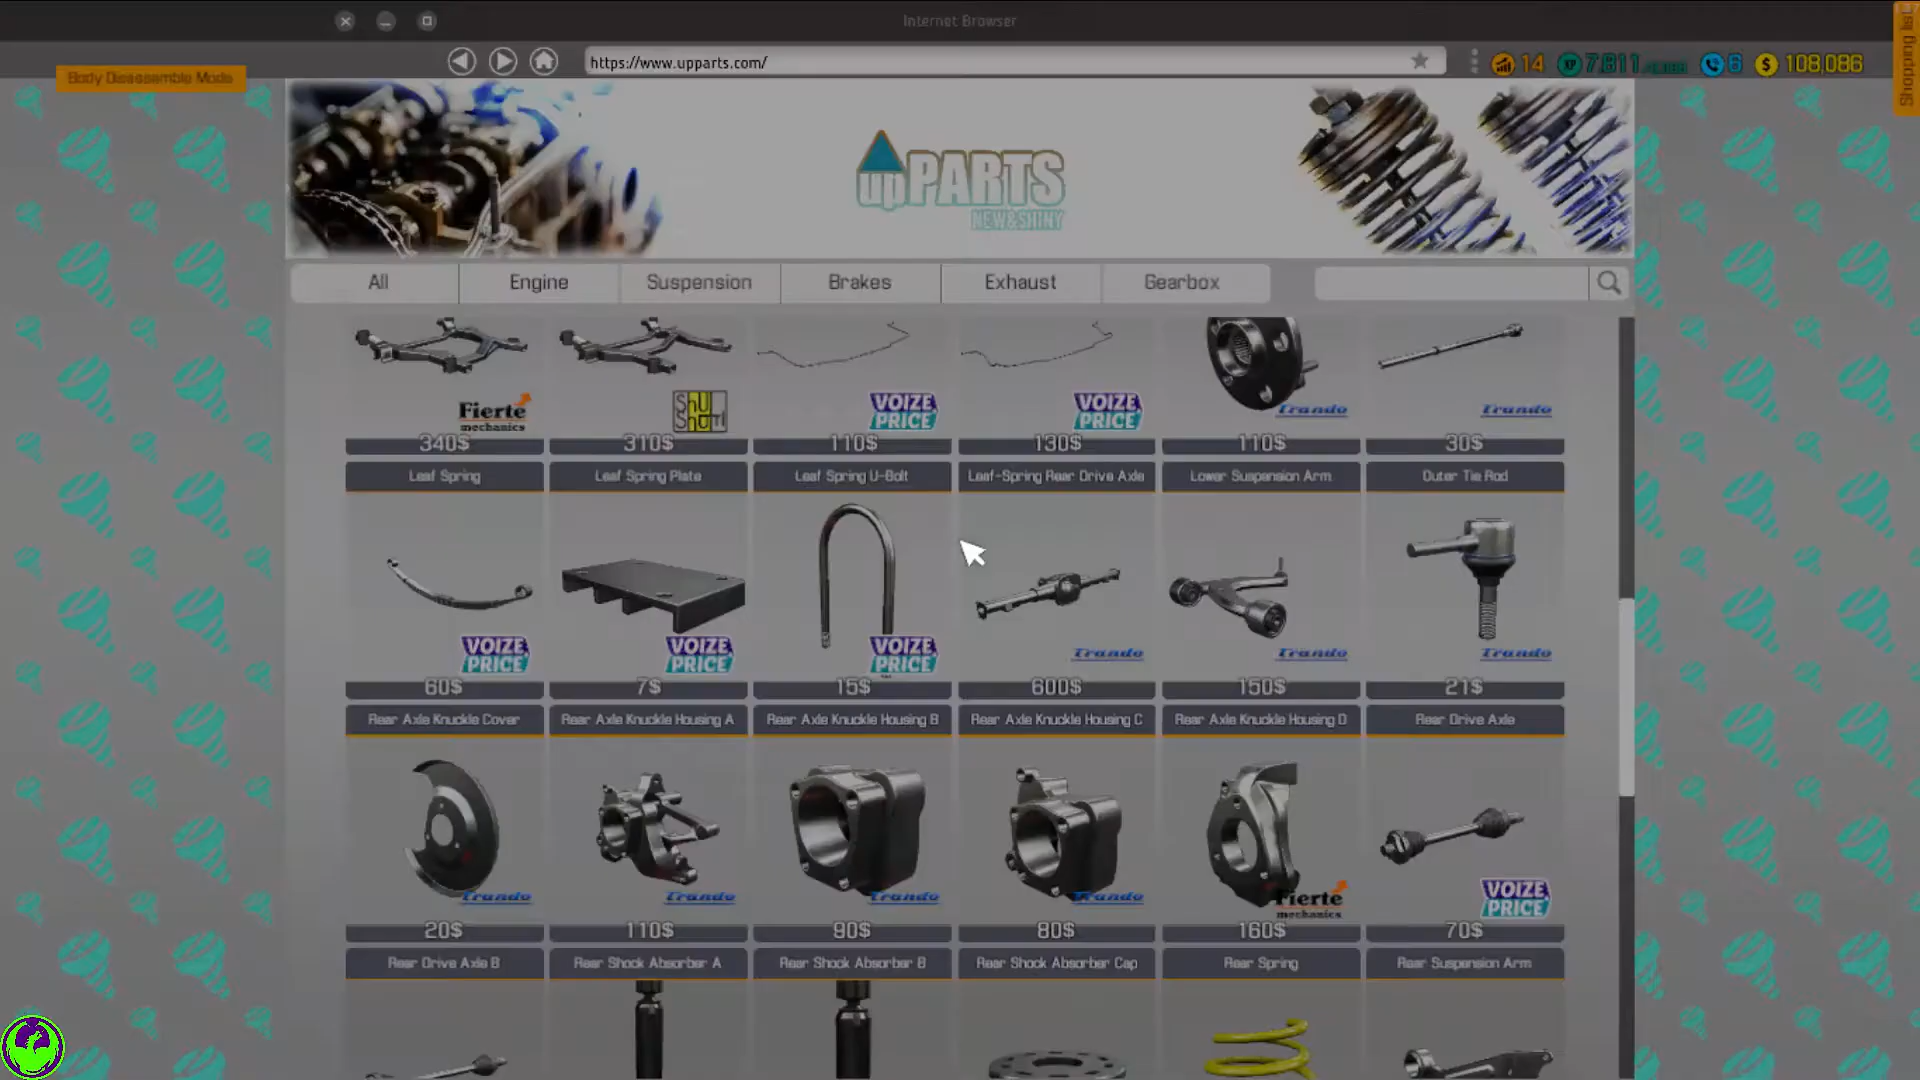 Internet Browser
Shopping list
https://www.upparts.com/
14
7,811
6
$ 108,086
Body Disassemble Mode
upPARTS
NEW&SHINY
All
Engine
Suspension
Brakes
Exhaust
Gearbox
Fierté mechanics
VOIZE PRICE
VOIZE PRICE
Trando
Trando
340$
310$
110$
130$
110$
30$
Leaf Spring
Leaf Spring Plate
Leaf Spring U-Bolt
Leaf-Spring Rear Drive Axle
Lower Suspension Arm
Outer Tie Rod
VOIZE PRICE
VOIZE PRICE
VOIZE PRICE
Trando
Trando
Trando
60$
7$
15$
600$
150$
21$
Rear Axle Knuckle Cover
Rear Axle Knuckle Housing A
Rear Axle Knuckle Housing B
Rear Axle Knuckle Housing C
Rear Axle Knuckle Housing D
Rear Drive Axle
Trando
Trando
Trando
Trando
Fierté mechanics
VOIZE PRICE
20$
110$
90$
80$
160$
70$
Rear Drive Axle B
Rear Shock Absorber A
Rear Shock Absorber B
Rear Shock Absorber Cap
Rear Spring
Rear Suspension Arm